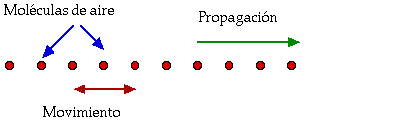 Moléculas de aire
Propagación
Movimiento